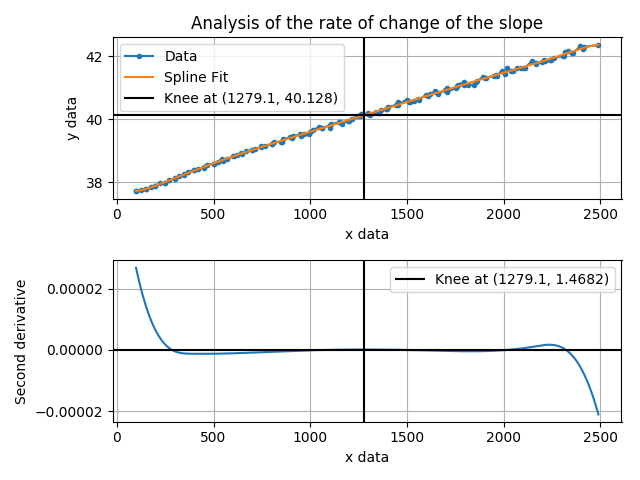 Analysis of the rate of change of the slope
Data
Spline Fit
Knee at (1279.1, 40.128)
42
40
38
y data
0 500 1000 1500 2000 2500
x data
Knee at (1279.1, 1.4682)
0.00002
0.00000
−0.00002
Second derivative
0 500 1000 1500 2000 2500
x data